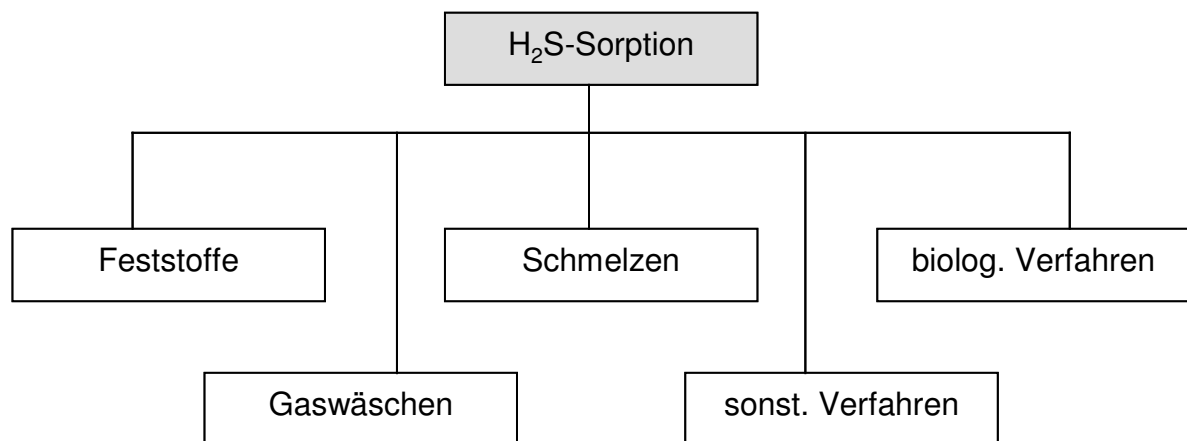 H₂S-Sorption
Feststoffe
Schmelzen
biolog. Verfahren
Gaswäschen
sonst. Verfahren